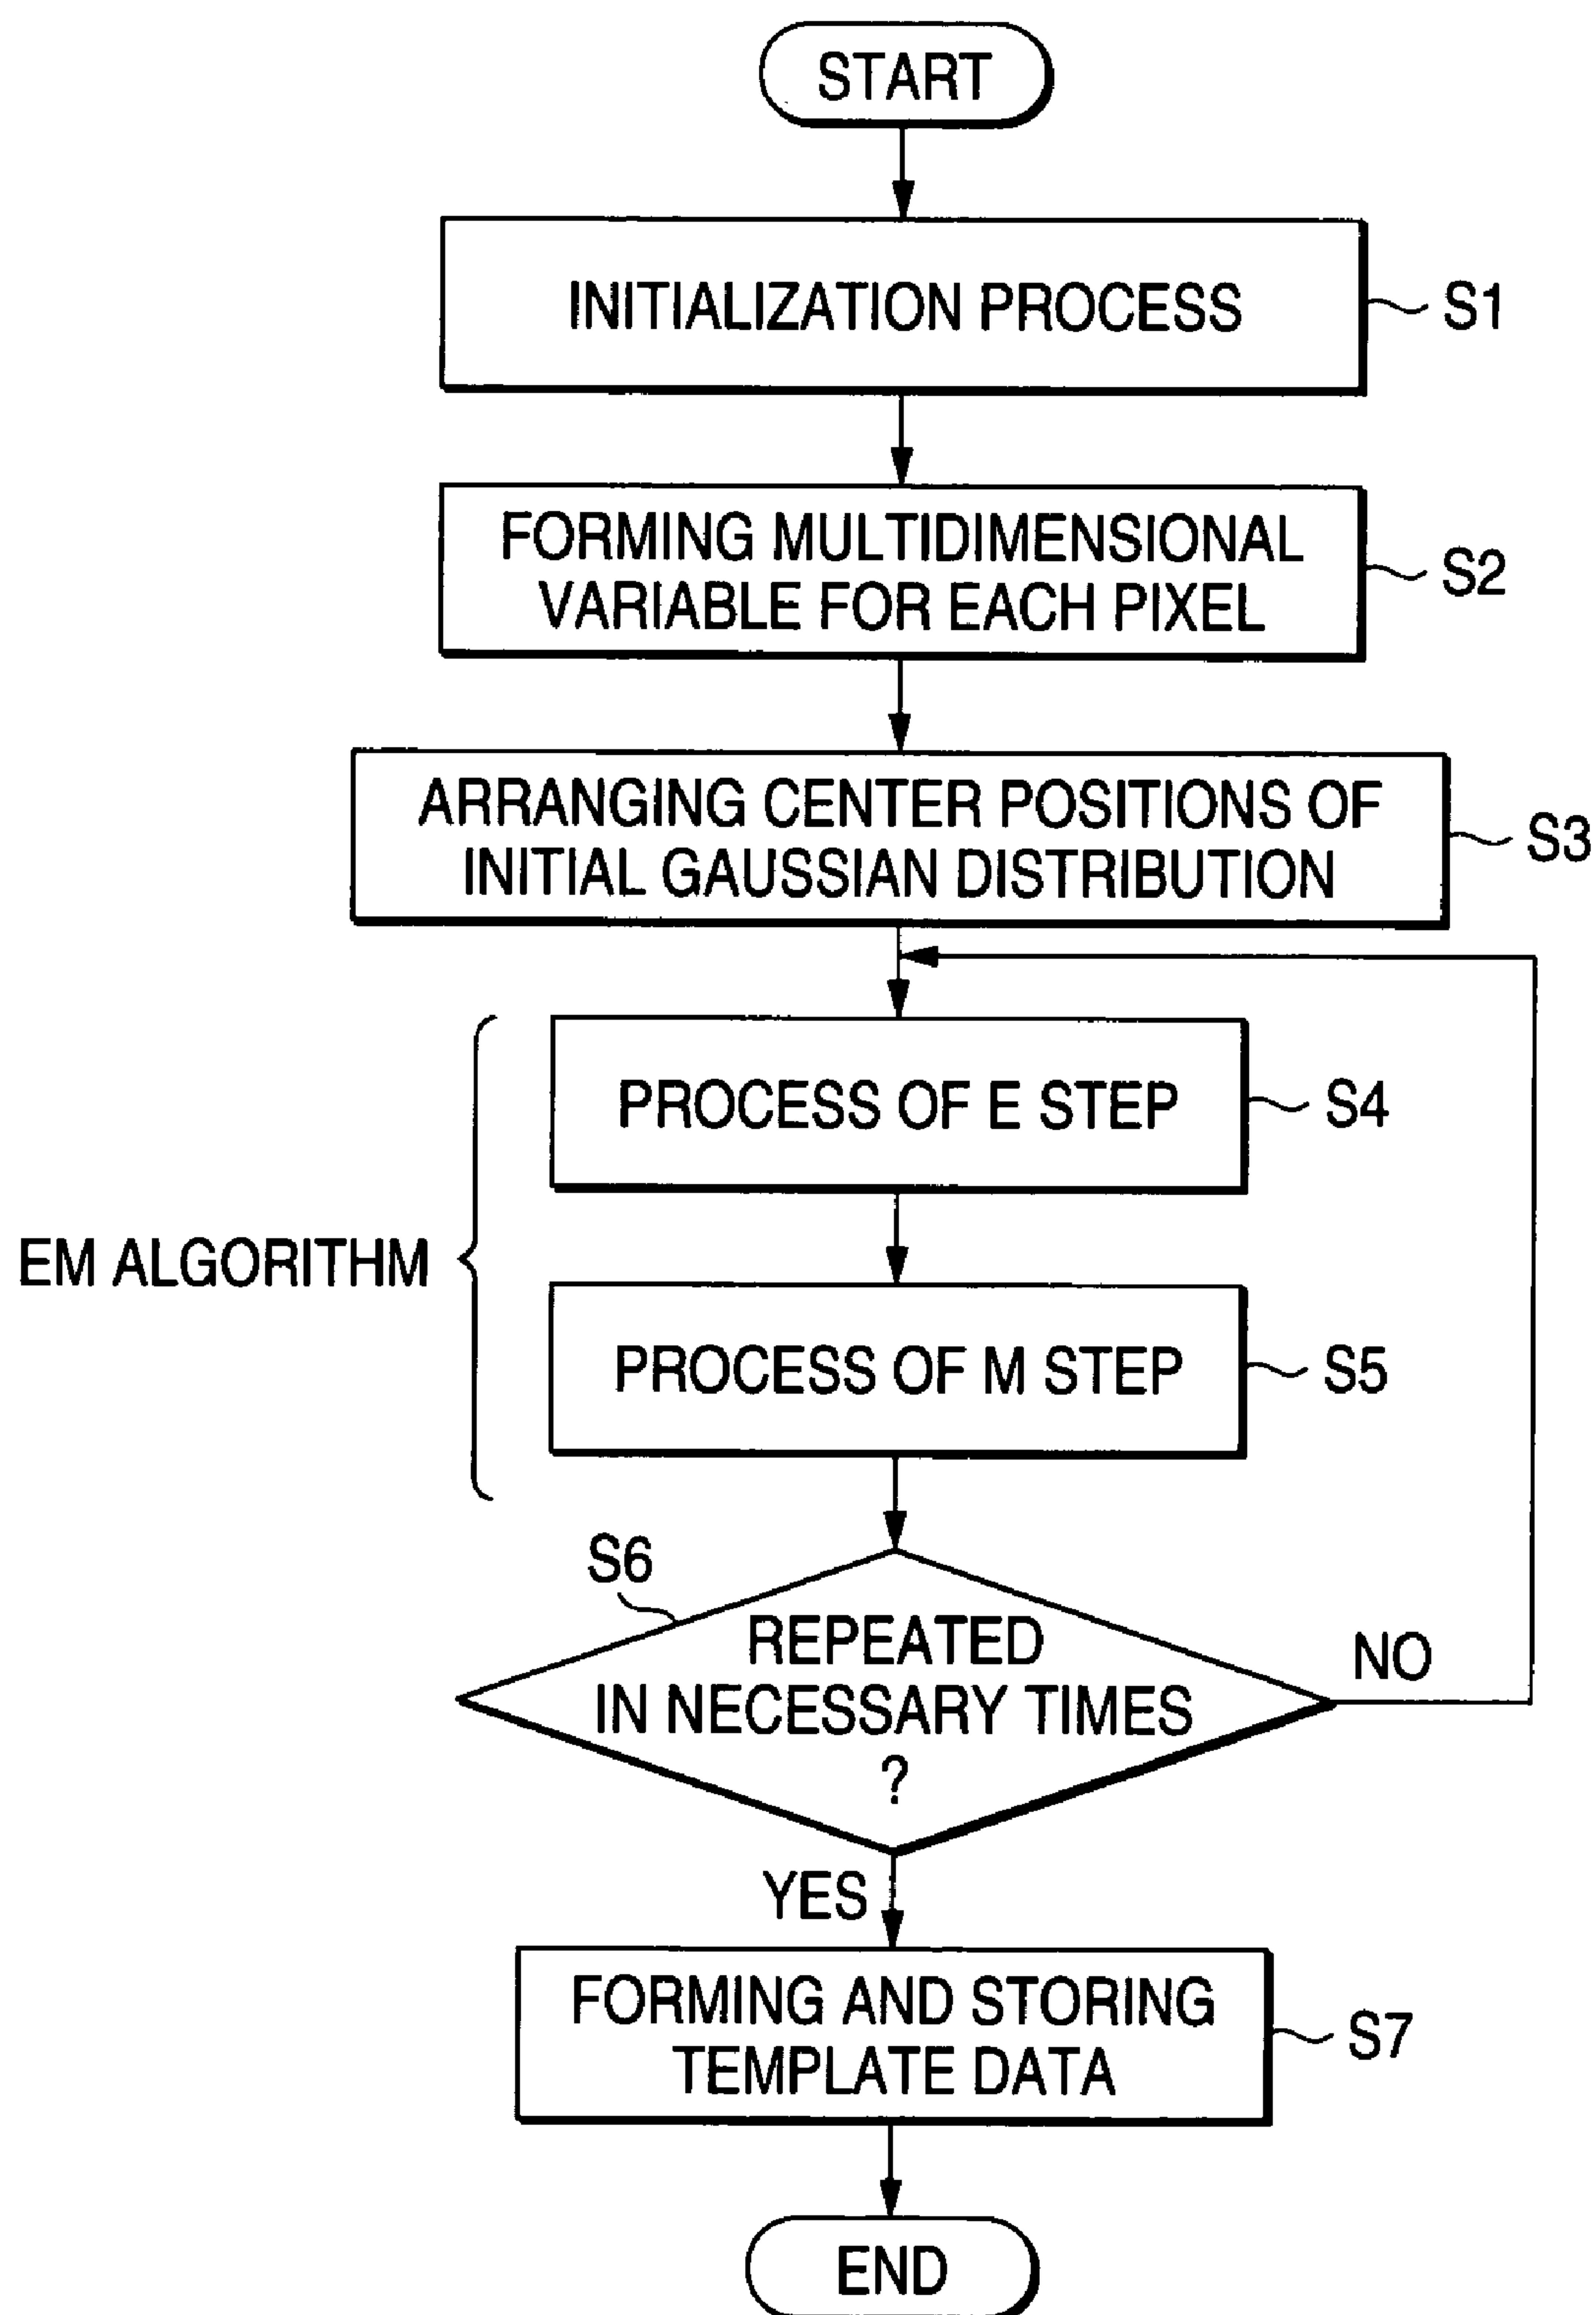 START
INITIALIZATION PROCESS
S1
FORMING MULTIDIMENSIONAL
VARIABLE FOR EACH PIXEL
S2
ARRANGING CENTER POSITIONS OF
INITIAL GAUSSIAN DISTRIBUTION
S3
PROCESS OF E STEP
S4
EM ALGORITHM
PROCESS OF M STEP
S5
S6
REPEATED
IN NECESSARY TIMES
?
NO
YES
FORMING AND STORING
TEMPLATE DATA
S7
END